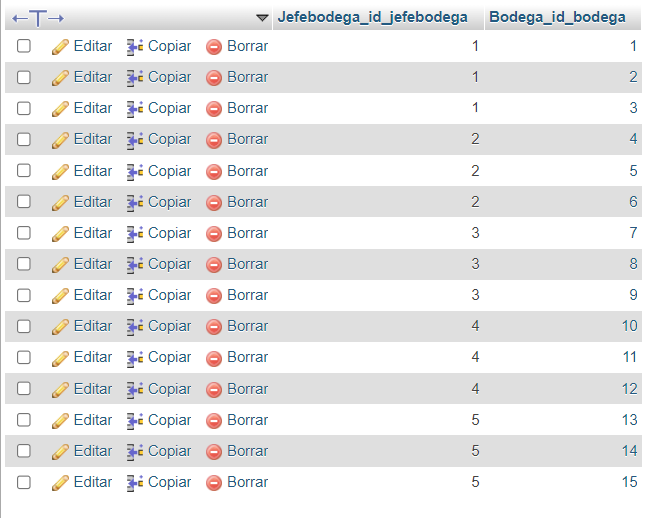 Jefebodega_id_jefebodega Bodega_id_bodega
Editar Copiar Borrar 1 1
Editar Copiar Borrar 1 2
Editar Copiar Borrar 1 3
Editar Copiar Borrar 2 4
Editar Copiar Borrar 2 5
Editar Copiar Borrar 2 6
Editar Copiar Borrar 3 7
Editar Copiar Borrar 3 8
Editar Copiar Borrar 3 9
Editar Copiar Borrar 4 10
Editar Copiar Borrar 4 11
Editar Copiar Borrar 4 12
Editar Copiar Borrar 5 13
Editar Copiar Borrar 5 14
Editar Copiar Borrar 5 15